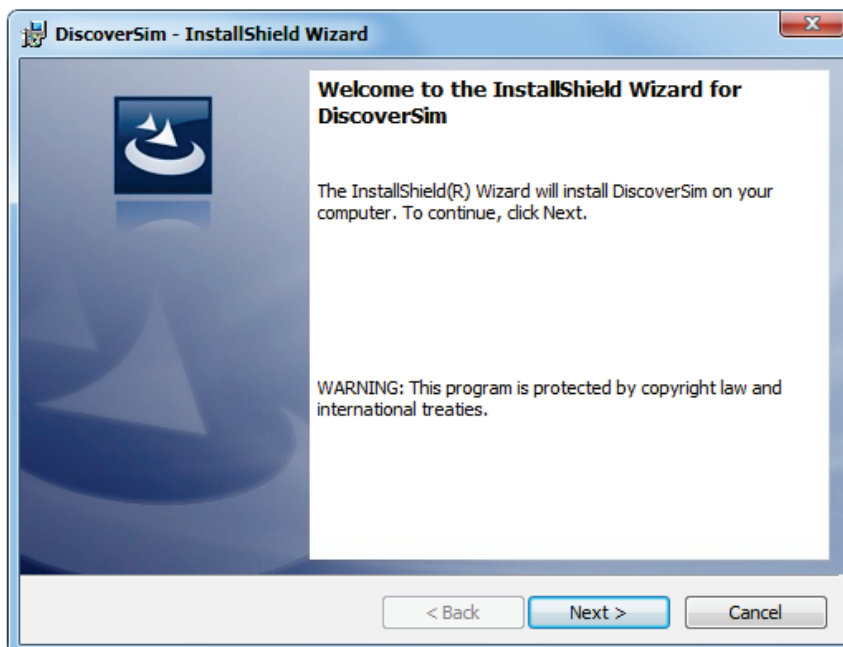 DiscoverSim - InstallShield Wizard
Welcome to the InstallShield Wizard for
DiscoverSim
The InstallShield(R) Wizard will install DiscoverSim on your
computer. To continue, click Next.
WARNING: This program is protected by copyright law and
international treaties.
< Back
Next >
Cancel